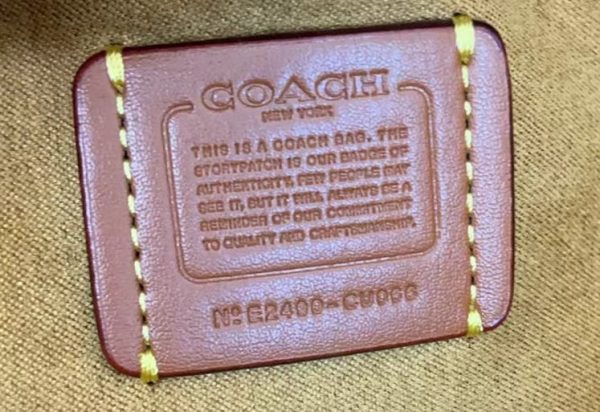 COACH
NEW YORK
THIS IS A COACH BAG. THE
STORYPATCH IS OUR BADGE OF
AUTHENTICITY. FEW PEOPLE MAY
SEE IT, BUT IT WILL ALWAYS BE A
REMINDER OF OUR COMMITMENT
TO QUALITY AND CRAFTSMANSHIP.
Nº